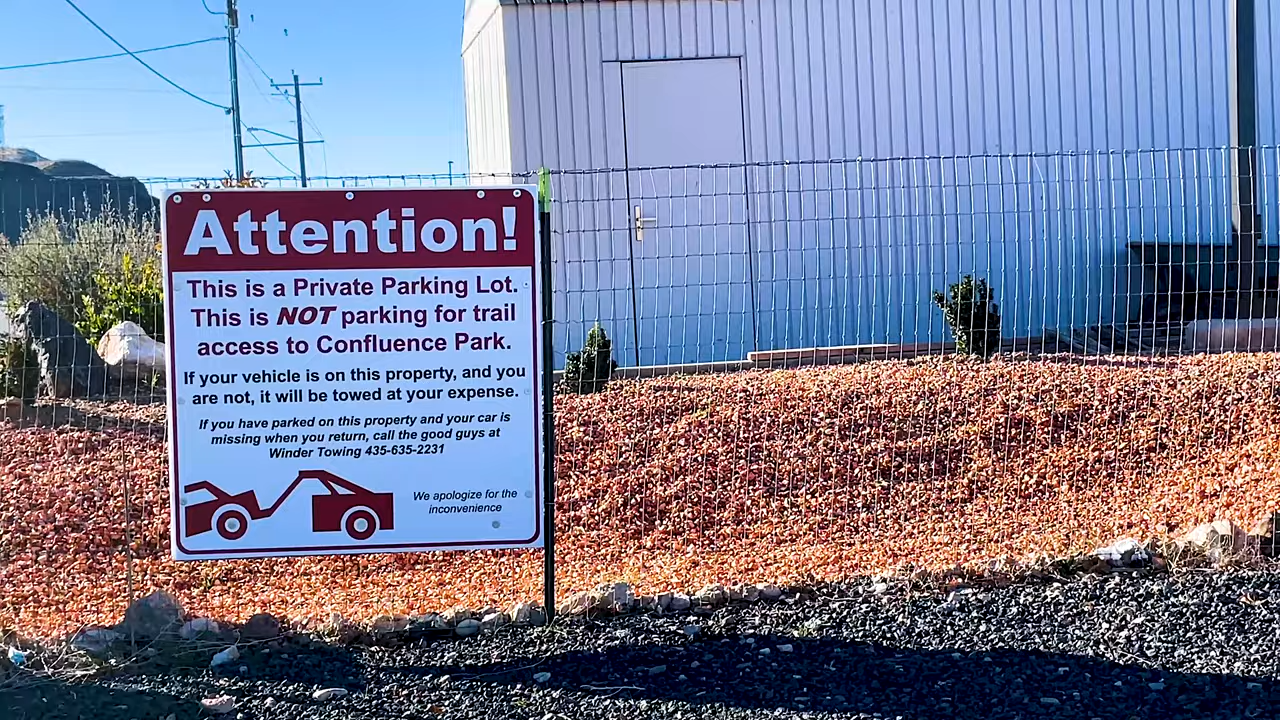 Attention!
This is a Private Parking Lot.
This is NOT parking for trail
access to Confluence Park.
If your vehicle is on this property, and you
are not, it will be towed at your expense.
If you have parked on this property and your car is
missing when you return, call the good guys at
Winder Towing 435-635-2231
We apologize for the
inconvenience